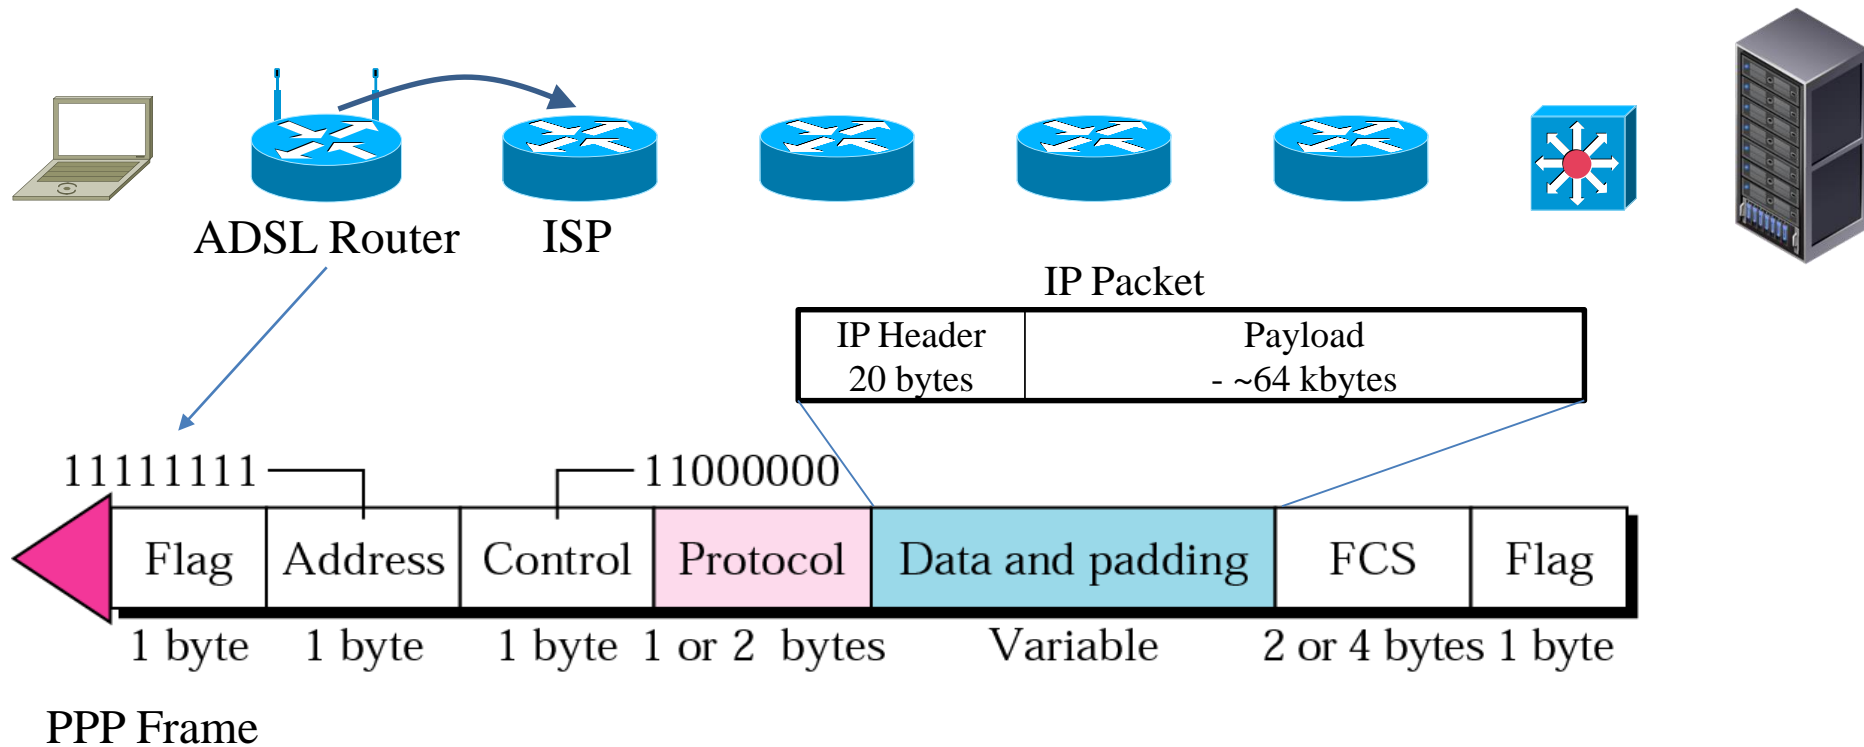 ADSL Router
ISP
IP Packet
IP Header
20 bytes
Payload
- ~64 kbytes
11111111
11000000
Flag
Address
Control
Protocol
Data and padding
FCS
Flag
1 byte
1 byte
1 byte
1 or 2 bytes
Variable
2 or 4 bytes
1 byte
PPP Frame